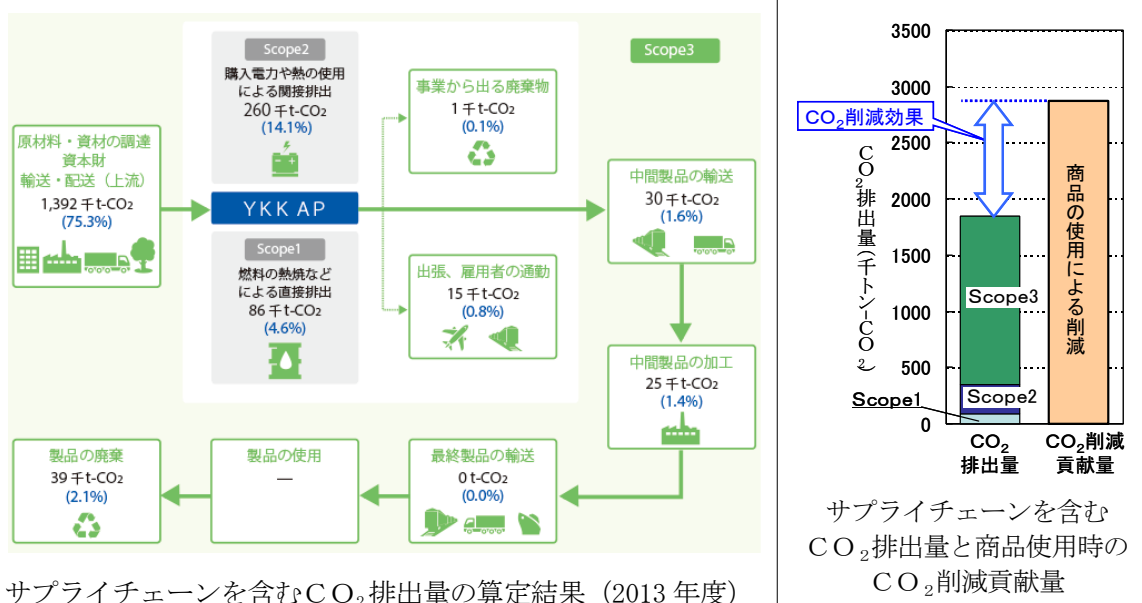 Scope2
購入電力や熱の使用
による関接排出
260 千t-CO₂
(14.1%)
Scope3
事業から出る廃棄物
1 千t-CO₂
(0.1%)
原材料・資材の調達
資本財
輸送・配送（上流）
1,392 千t-CO₂
(75.3%)
YKK AP
中間製品の輸送
30 千t-CO₂
(1.6%)
Scope1
燃料の熱焼など
による直接排出
86 千t-CO₂
(4.6%)
出張、雇用者の通勤
15 千t-CO₂
(0.8%)
中間製品の加工
25 千t-CO₂
(1.4%)
製品の廃棄
39 千t-CO₂
(2.1%)
製品の使用
—
最終製品の輸送
0 t-CO₂
(0.0%)
サプライチェーンを含むＣＯ₂排出量の算定結果（2013 年度）
3500
3000
2500
2000
1500
1000
500
0
CO₂排出量(千トン-CO₂)
CO₂削減効果
商品の使用による削減
Scope3
Scope2
Scope1
CO₂
排出量
CO₂削減
貢献量
サプライチェーンを含む
ＣＯ₂排出量と商品使用時の
ＣＯ₂削減貢献量